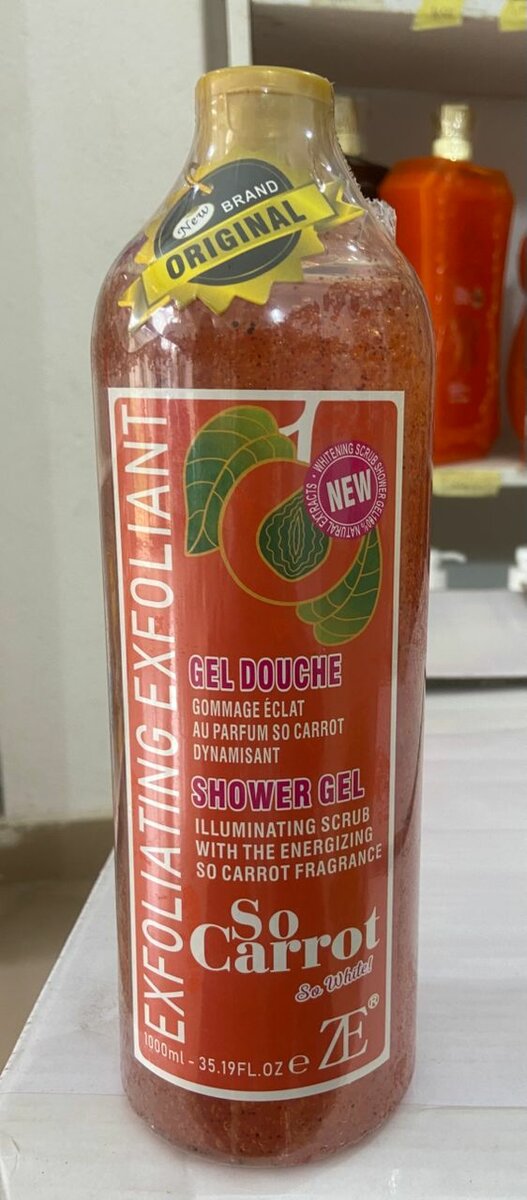 New BRAND
ORIGINAL
EXFOLIATING EXFOLIANT
• WHITENING SCRUB SHOWER GEL
NATURAL EXTRACTS
NEW
GEL DOUCHE
GOMMAGE ÉCLAT
AU PARFUM SO CARROT
DYNAMISANT
SHOWER GEL
ILLUMINATING SCRUB
WITH THE ENERGIZING
SO CARROT FRAGRANCE
So
Carrot
So White!
1000ml - 35.19FL.OZ e ZE®